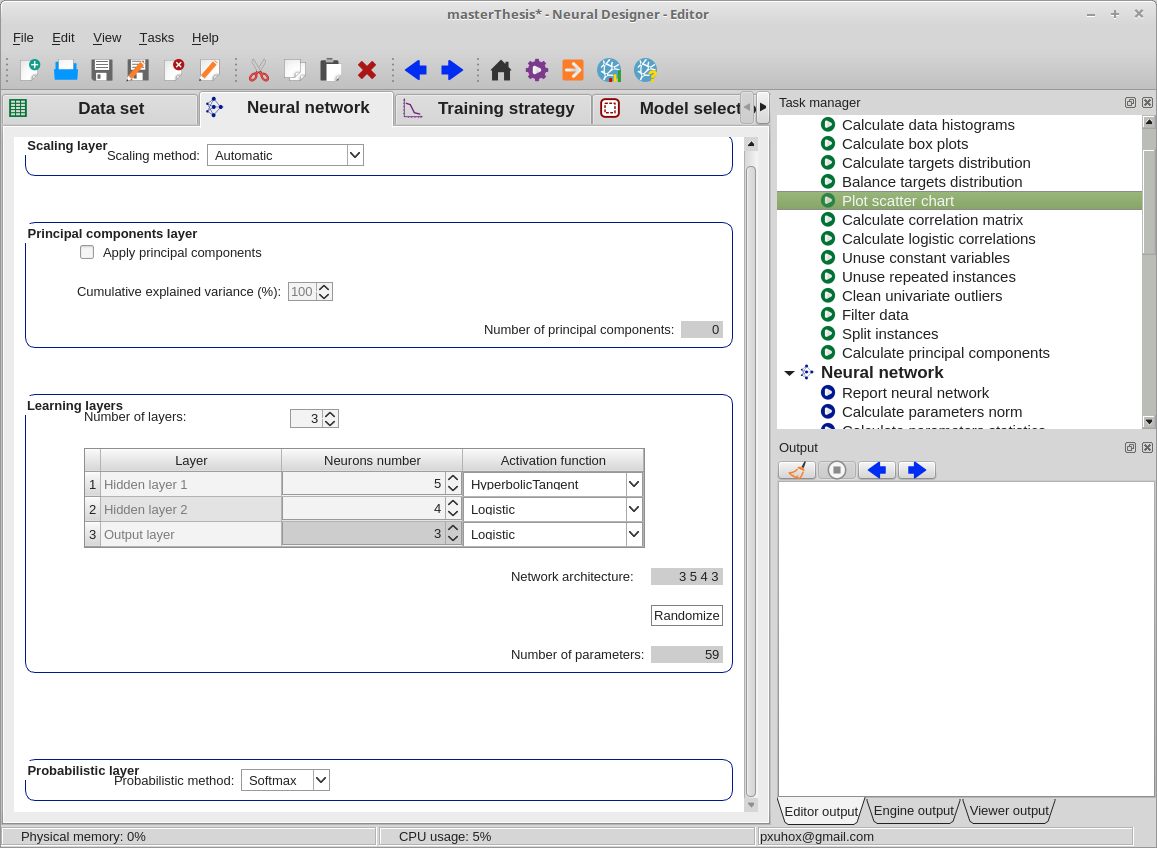 masterThesis* - Neural Designer - Editor
File Edit View Tasks Help
Data set Neural network Training strategy Model select
Scaling layer
Scaling method: Automatic
Principal components layer
Apply principal components
Cumulative explained variance (%): 100
Number of principal components: 0
Learning layers
Number of layers: 3
Layer Neurons number Activation function
1 Hidden layer 1 5 HyperbolicTangent
2 Hidden layer 2 4 Logistic
3 Output layer 3 Logistic
Network architecture: 3 5 4 3
Randomize
Number of parameters: 59
Probabilistic layer
Probabilistic method: Softmax
Task manager
Calculate data histograms
Calculate box plots
Calculate targets distribution
Balance targets distribution
Plot scatter chart
Calculate correlation matrix
Calculate logistic correlations
Unuse constant variables
Unuse repeated instances
Clean univariate outliers
Filter data
Split instances
Calculate principal components
Neural network
Report neural network
Calculate parameters norm
Calculate parameters statistics
Output
Editor output Engine output Viewer output
Physical memory: 0% CPU usage: 5% pxuhox@gmail.com